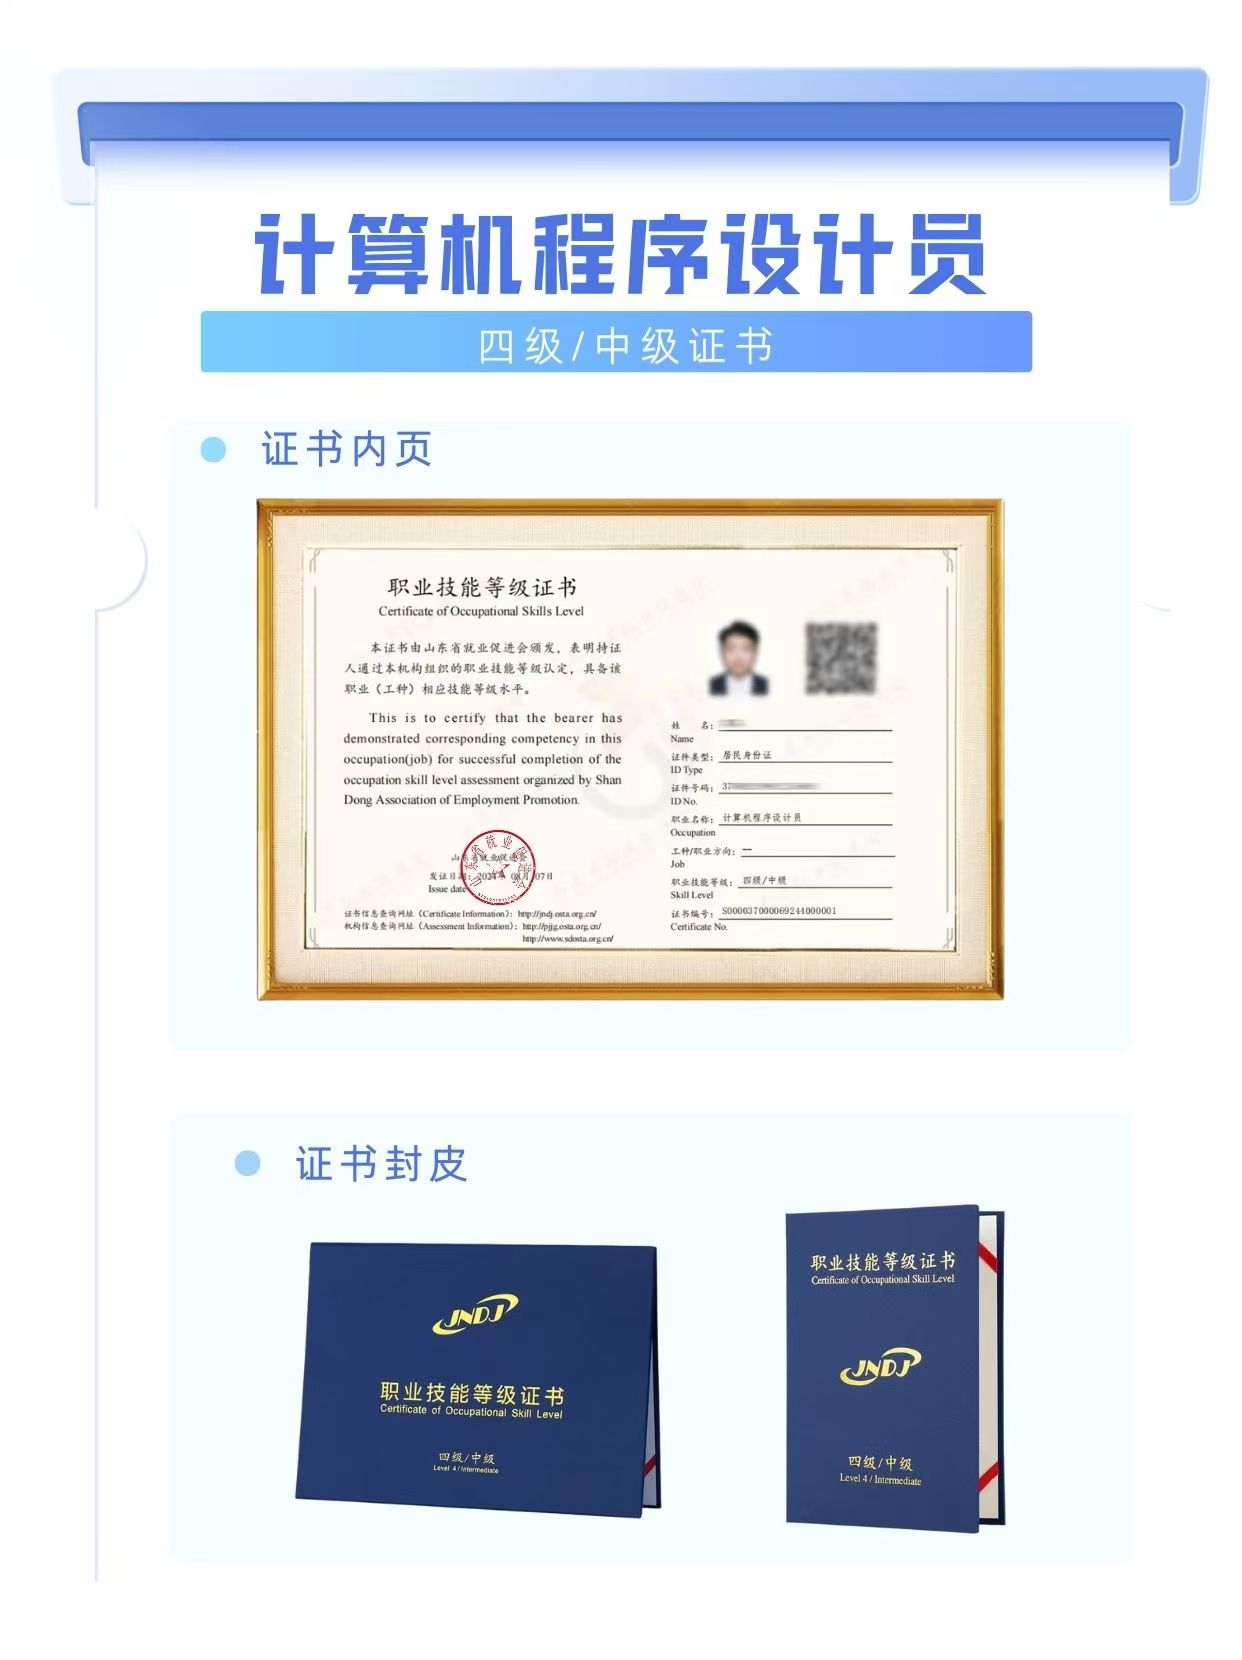 计算机程序设计员
四级/中级证书
证书内页
职业技能等级证书
Certificate of Occupational Skills Level
本证书由山东省就业促进会颁发，表明持证
人通过本机构组织的职业技能等级认定，具备该
职业（工种）相应技能等级水平。
This is to certify that the bearer has
demonstrated corresponding competency in this
occupation(job) for successful completion of the
occupation skill level assessment organized by Shan
Dong Association of Employment Promotion.
山东省就业促进会
山东省就业促进会
发证日期：2024年 08月 07日
Issue date
证书信息查询网址（Certificate Information）：http://jndj.osta.org.cn/
机构信息查询网址（Assessment Information）：http://pjjg.osta.org.cn/
http://www.sdosta.org.cn/
姓 名：
Name
证件类型：居民身份证
ID Type
证件号码：37
ID No.
职业名称：计算机程序设计员
Occupation
工种/职业方向：--
Job
职业技能等级：四级/中级
Skill Level
证书编号：S000037000069244000001
Certificate No.
证书封皮
JNDJ
职业技能等级证书
Certificate of Occupational Skill Level
四级/中级
Level 4 / Intermediate
职业技能等级证书
Certificate of Occupational Skill Level
JNDJ
四级/中级
Level 4 / Intermediate